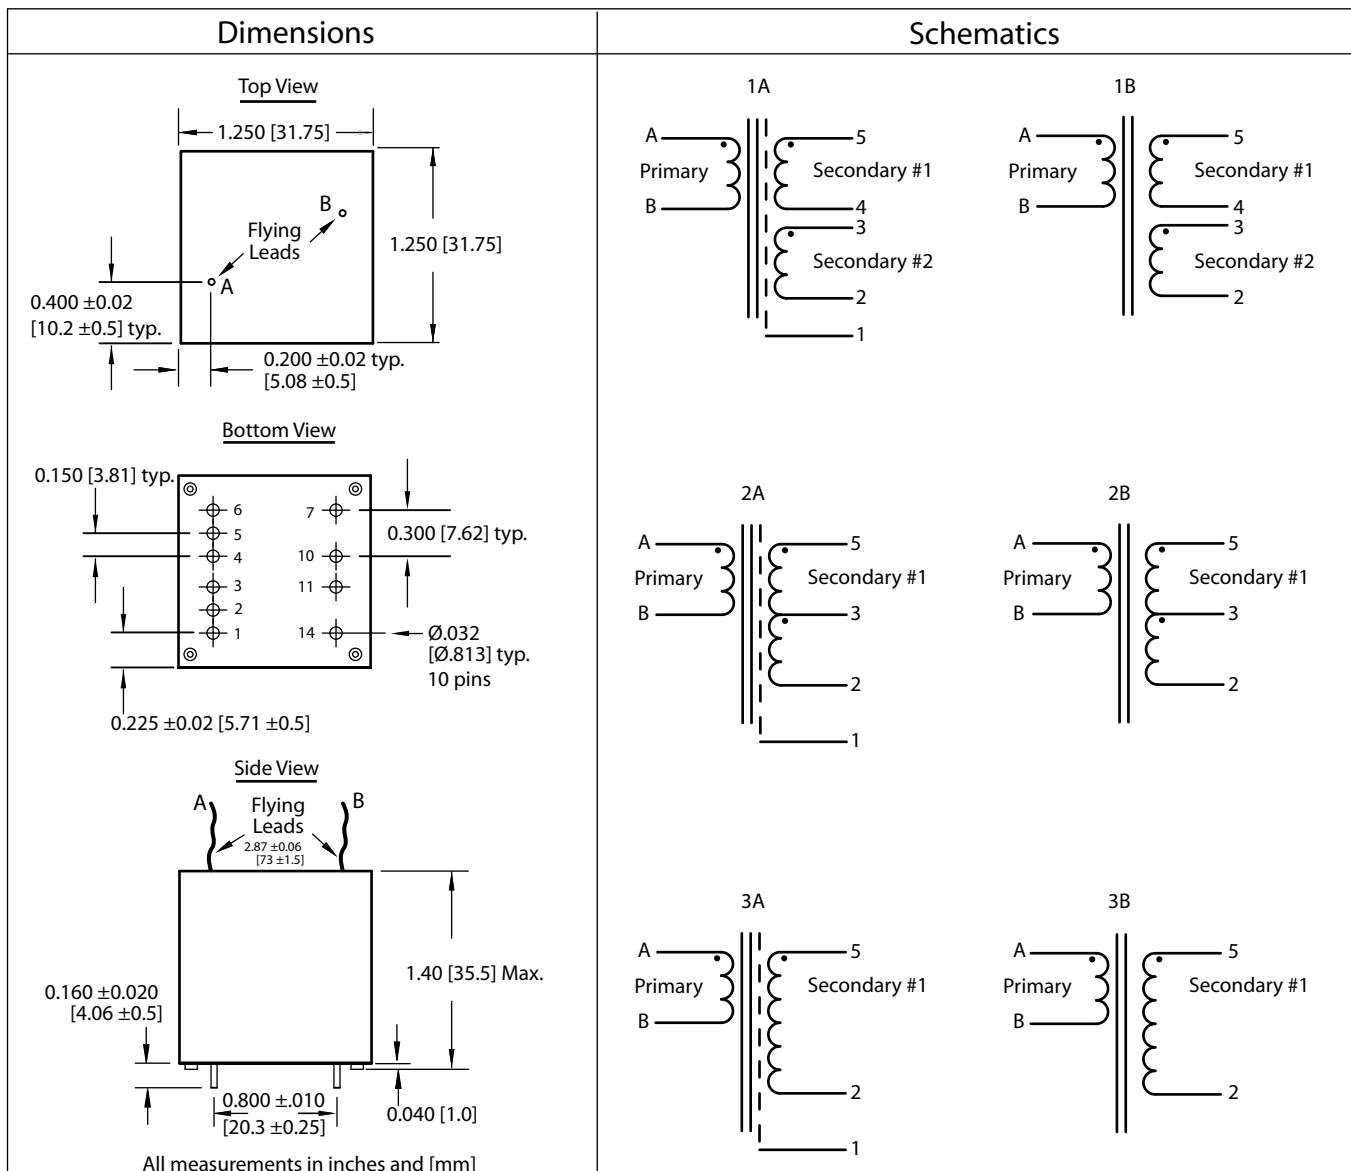 Dimensions
Schematics
Top View
1.250 [31.75]
B
Flying
Leads
A
1.250 [31.75]
0.400 ±0.02
[10.2 ±0.5] typ.
0.200 ±0.02 typ.
[5.08 ±0.5]
Bottom View
0.150 [3.81] typ.
6
5
4
3
2
1
7
10
11
14
0.300 [7.62] typ.
Ø.032
[Ø.813] typ.
10 pins
0.225 ±0.02 [5.71 ±0.5]
Side View
A
B
Flying
Leads
2.87 ±0.06
[73 ±1.5]
1.40 [35.5] Max.
0.160 ±0.020
[4.06 ±0.5]
0.800 ±.010
[20.3 ±0.25]
0.040 [1.0]
All measurements in inches and [mm]
1A
A
Primary
B
5
Secondary #1
4
3
Secondary #2
2
1
1B
A
Primary
B
5
Secondary #1
4
3
Secondary #2
2
2A
A
Primary
B
5
Secondary #1
3
2
1
2B
A
Primary
B
5
Secondary #1
3
2
3A
A
Primary
B
5
Secondary #1
2
1
3B
A
Primary
B
5
Secondary #1
2